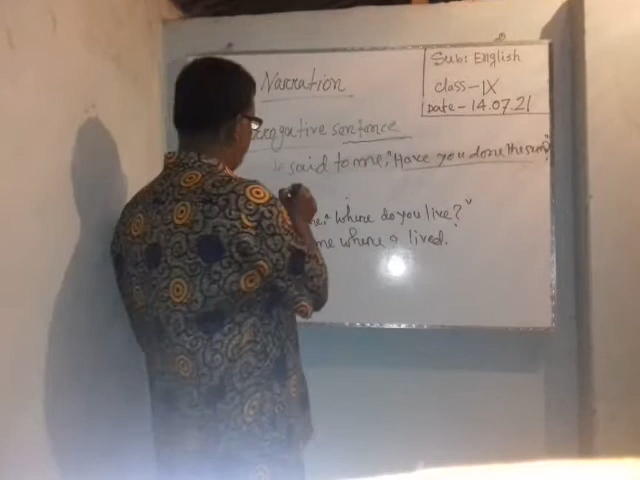 Narration
Sub: English
Class-IX
Date-14.07.21
sentence
said to me, "Have you done the sum?"
me, "Where do you live?"
me where I lived.